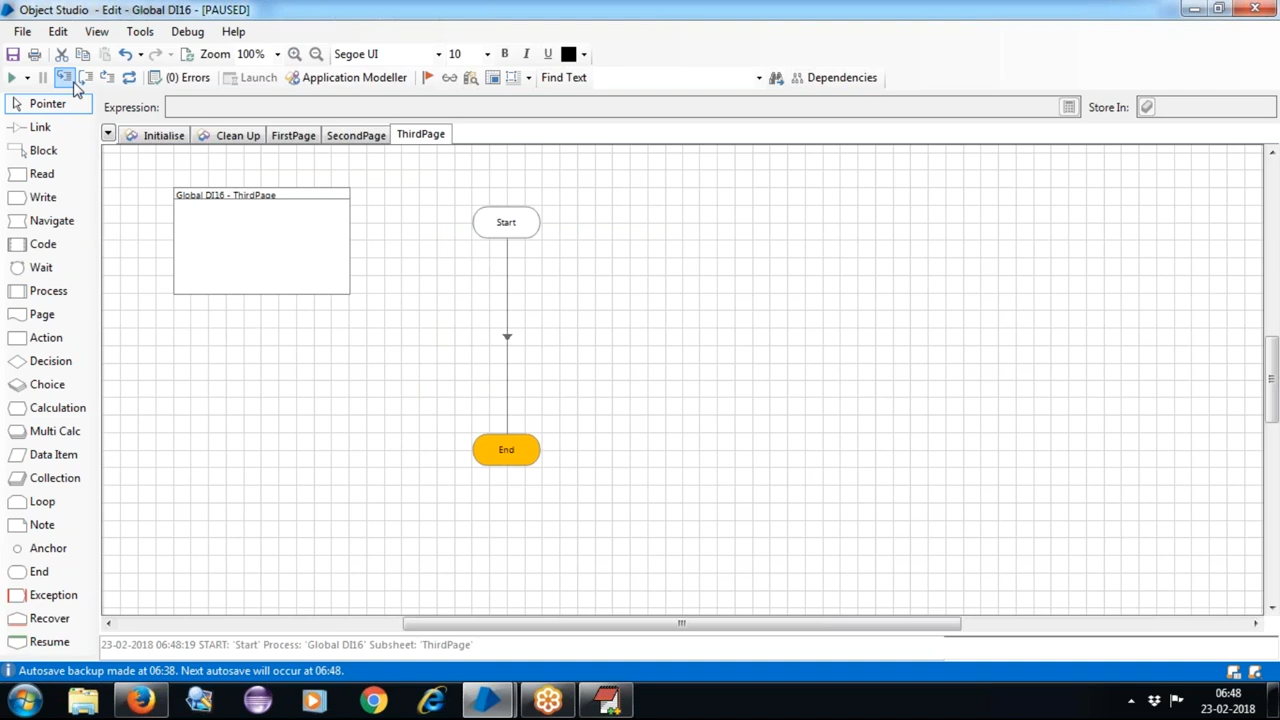 Object Studio - Edit - Global DI16 - [PAUSED]
File Edit View Tools Debug Help
Zoom 100% Segoe UI 10 B I U
(0) Errors Launch Application Modeller Find Text Dependencies
Pointer Expression: Store In:
Link
Initialise Clean Up FirstPage SecondPage ThirdPage
Block
Read
Write
Navigate
Code
Wait
Process
Page
Action
Decision
Choice
Calculation
Multi Calc
Data Item
Collection
Loop
Note
Anchor
End
Exception
Recover
Resume
Global DI16 - ThirdPage
Start
End
23-02-2018 06:48:19 START: 'Start' Process: 'Global DI16' Subsheet: 'ThirdPage'
Autosave backup made at 06:38. Next autosave will occur at 06:48.
06:48
23-02-2018